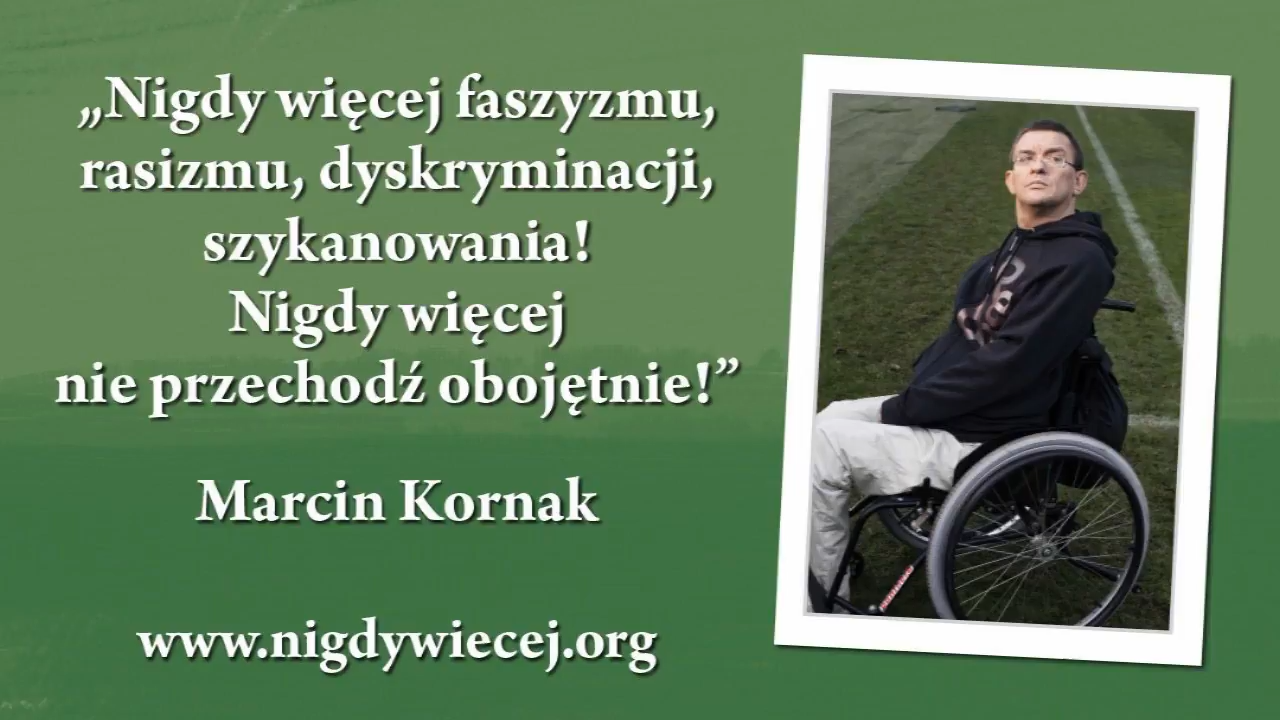 „Nigdy więcej faszyzmu,
rasizmu, dyskryminacji,
szykanowania!
Nigdy więcej
nie przechodź obojętnie!”
Marcin Kornak
www.nigdywiecej.org